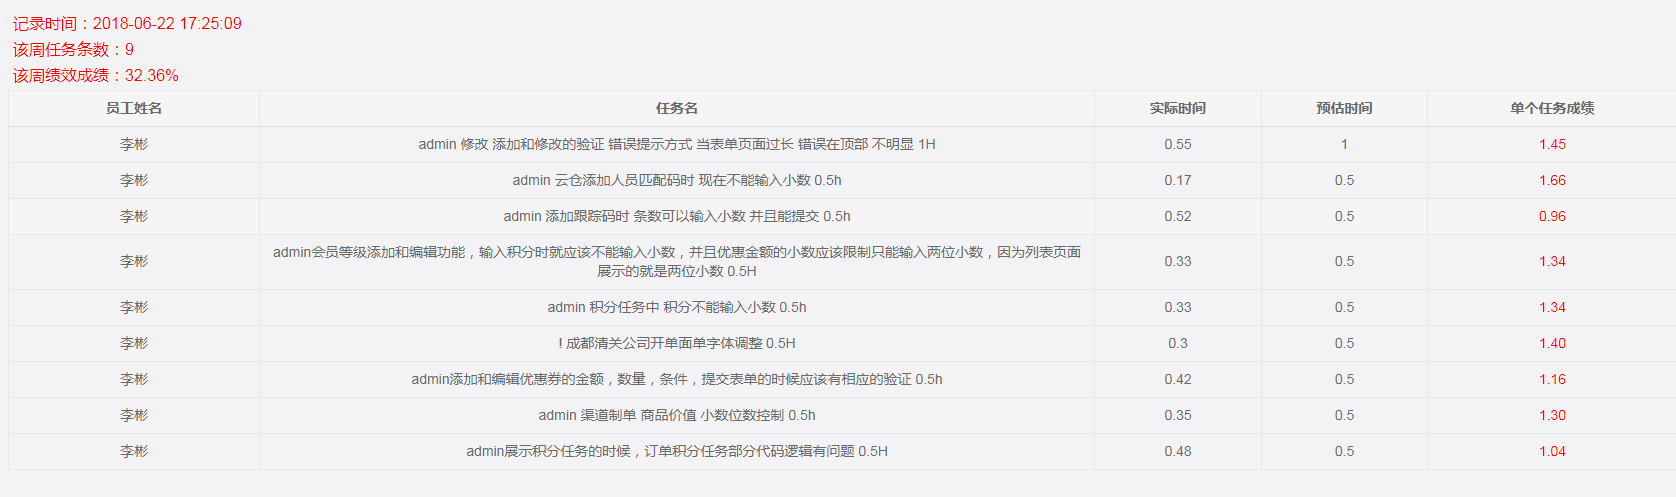 记录时间：2018-06-22 17:25:09
该周任务条数：9
该周绩效成绩：32.36%
员工姓名 任务名 实际时间 预估时间 单个任务成绩
李彬 admin 修改 添加和修改的验证 错误提示方式 当表单页面过长 错误在顶部 不明显 1H 0.55 1 1.45
李彬 admin 云仓添加人员匹配码时 现在不能输入小数 0.5h 0.17 0.5 1.66
李彬 admin 添加跟踪码时 条数可以输入小数 并且能提交 0.5h 0.52 0.5 0.96
李彬 admin会员等级添加和编辑功能，输入积分时就应该不能输入小数，并且优惠金额的小数应该限制只能输入两位小数，因为列表页面 0.33 0.5 1.34
展示的就是两位小数 0.5H
李彬 admin 积分任务中 积分不能输入小数 0.5h 0.33 0.5 1.34
李彬 ! 成都清关公司开单面单字体调整 0.5H 0.3 0.5 1.40
李彬 admin添加和编辑优惠券的金额，数量，条件，提交表单的时候应该有相应的验证 0.5h 0.42 0.5 1.16
李彬 admin 渠道制单 商品价值 小数位数控制 0.5h 0.35 0.5 1.30
李彬 admin展示积分任务的时候，订单积分任务部分代码逻辑有问题 0.5H 0.48 0.5 1.04